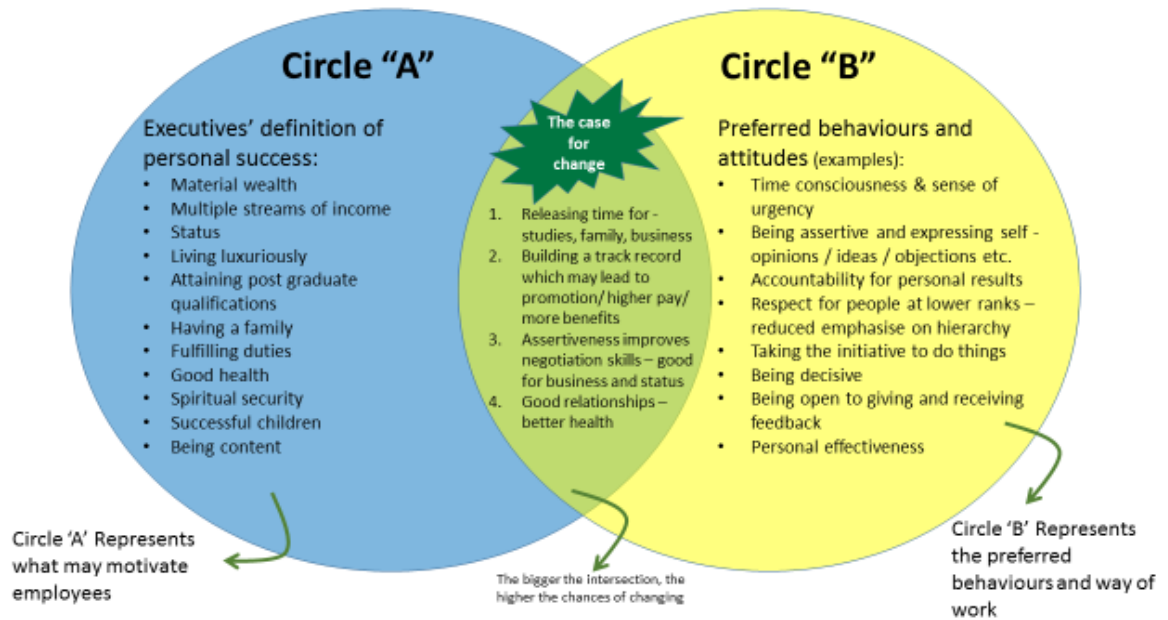 Circle “A”
Executives’ definition of
personal success:
• Material wealth
• Multiple streams of income
• Status
• Living luxuriously
• Attaining post graduate
qualifications
• Having a family
• Fulfilling duties
• Good health
• Spiritual security
• Successful children
• Being content
The case
for
change
1. Releasing time for -
studies, family, business
2. Building a track record
which may lead to
promotion/ higher pay/
more benefits
3. Assertiveness improves
negotiation skills – good
for business and status
4. Good relationships –
better health
Circle “B”
Preferred behaviours and
attitudes (examples):
• Time consciousness & sense of
urgency
• Being assertive and expressing self -
opinions / ideas / objections etc.
• Accountability for personal results
• Respect for people at lower ranks –
reduced emphasise on hierarchy
• Taking the initiative to do things
• Being decisive
• Being open to giving and receiving
feedback
• Personal effectiveness
Circle ‘A’ Represents
what may motivate
employees
The bigger the intersection, the
higher the chances of changing
Circle ‘B’ Represents
the preferred
behaviours and way of
work